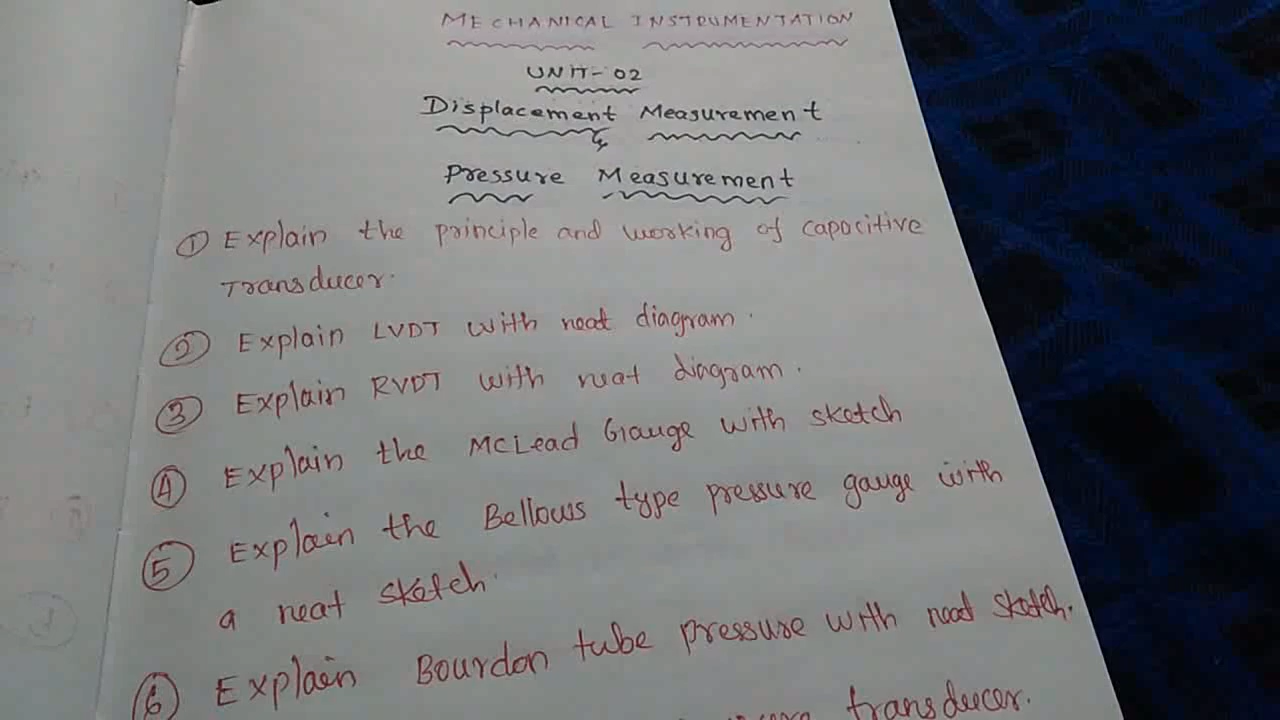 MECHANICAL INSTRUMENTATION
UNIT-02
Displacement Measurement
&
Pressure Measurement
① Explain the principle and working of capacitive
Transducer.
② Explain LVDT with neat diagram.
③ Explain RVDT with neat diagram.
④ Explain the McLead Gauge with sketch
⑤ Explain the Bellows type pressure gauge with
a neat sketch.
⑥ Explain Bourdon tube pressure with neat sketch.
transducer.